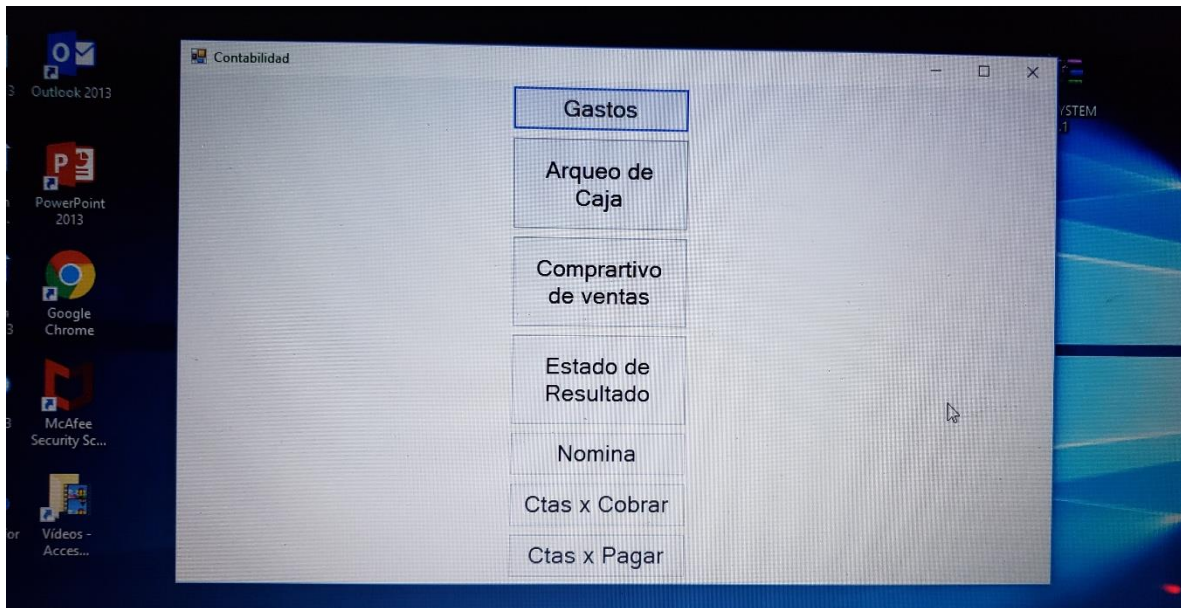 Contabilidad
Gastos
Arqueo de
Caja
Comprartivo
de ventas
Estado de
Resultado
Nomina
Ctas x Cobrar
Ctas x Pagar
Outlook 2013
PowerPoint
2013
Google
Chrome
McAfee
Security Sc...
Vídeos -
Acces...